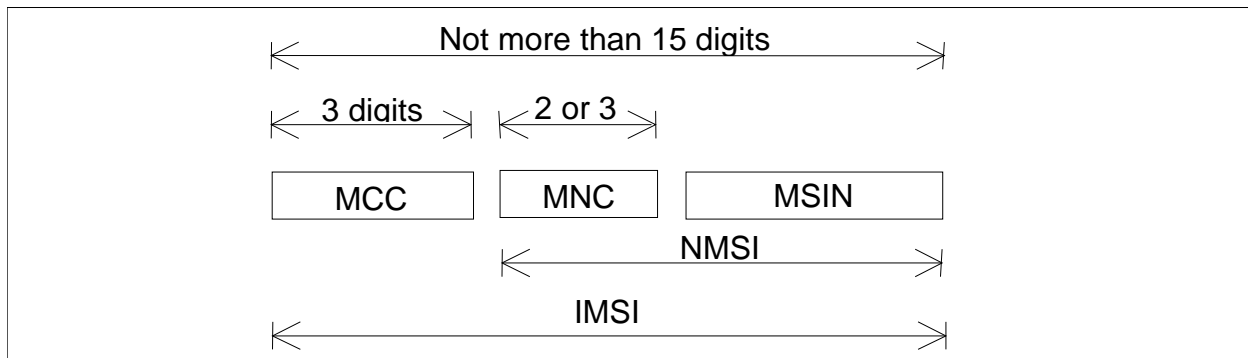 Not more than 15 digits
3 digits
2 or 3
MCC
MNC
MSIN
NMSI
IMSI